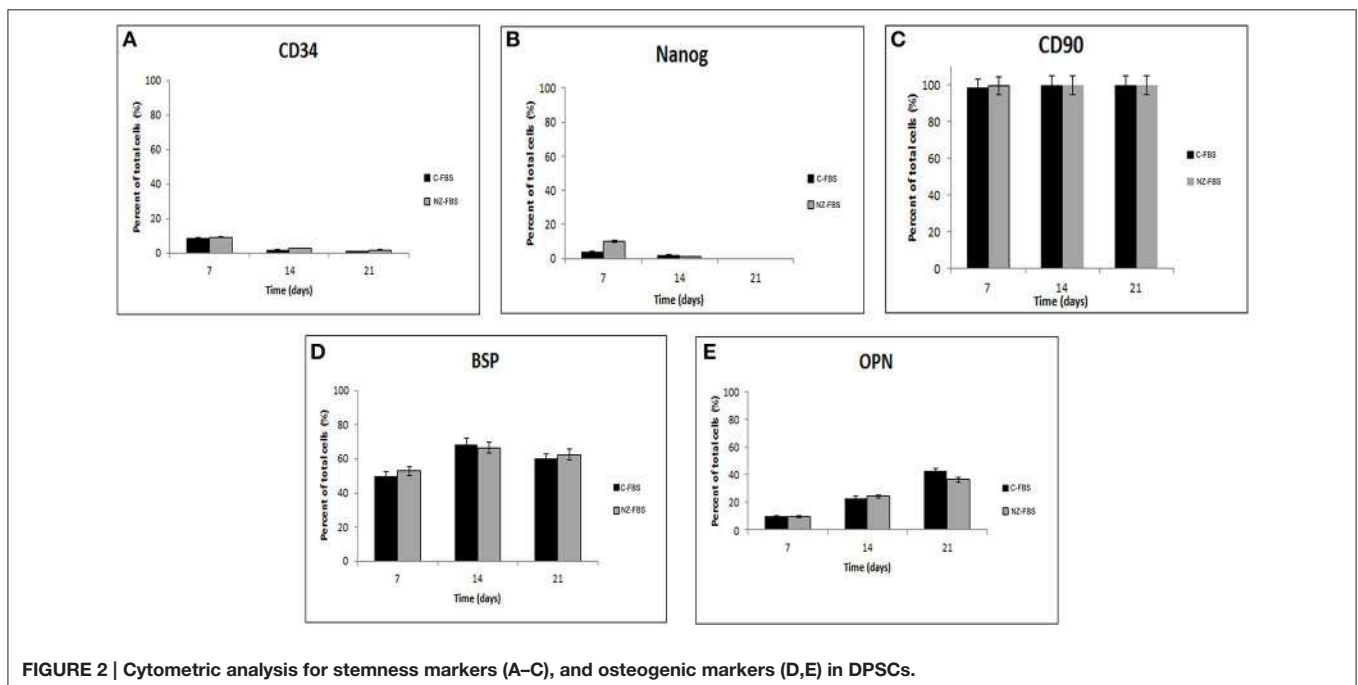 A
CD34
Percent of total cells (%)
100
80
60
40
20
0
7 14 21
Time (days)
C-FBS
NZ-FBS
B
Nanog
Percent of total cells (%)
100
80
60
40
20
0
7 14 21
Time (days)
C-FBS
NZ-FBS
C
CD90
Percent of total cells (%)
100
80
60
40
20
0
7 14 21
Time (days)
C-FBS
NZ-FBS
D
BSP
Percent of total cells (%)
100
80
60
40
20
0
7 14 21
Time (days)
C-FBS
NZ-FBS
E
OPN
Percent of total cells (%)
100
80
60
40
20
0
7 14 21
Time (days)
C-FBS
NZ-FBS
FIGURE 2 | Cytometric analysis for stemness markers (A–C), and osteogenic markers (D,E) in DPSCs.